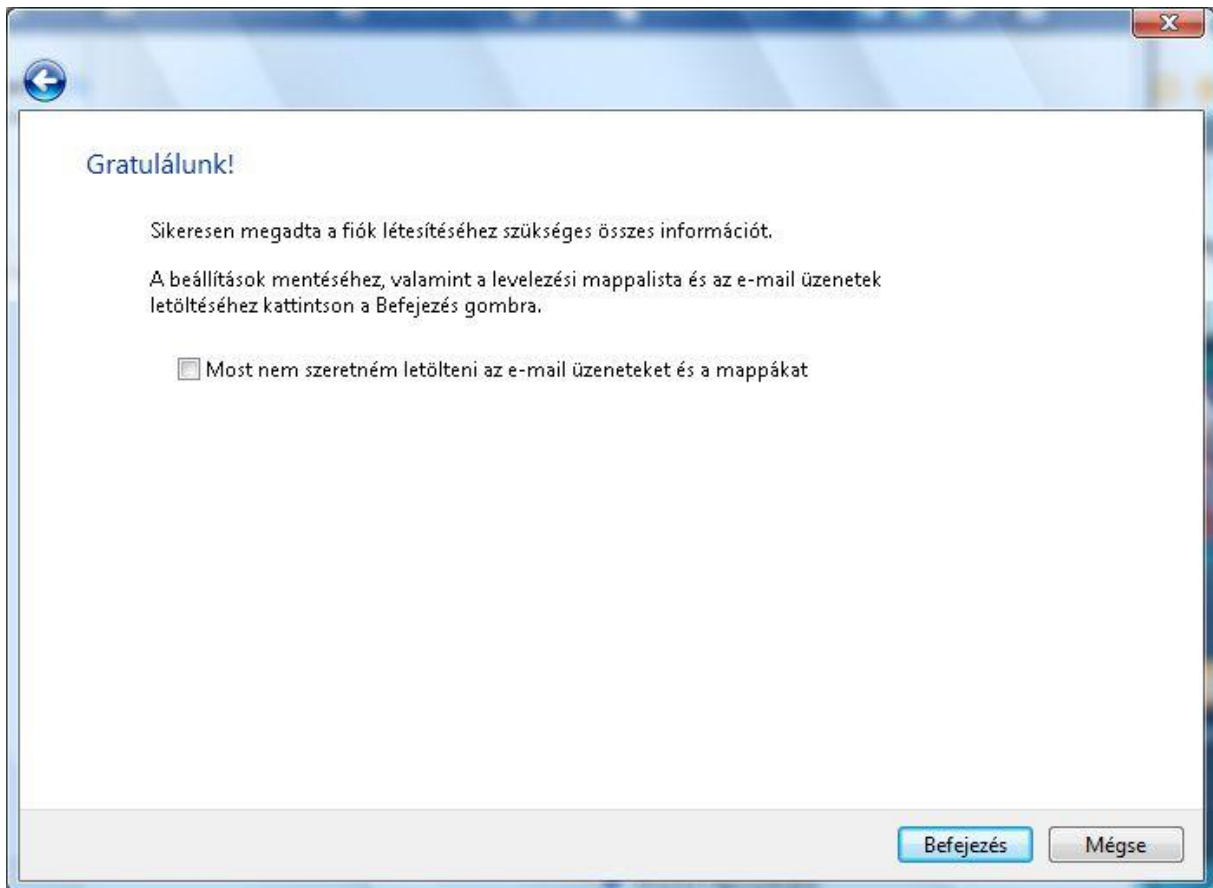 Gratulálunk!
Sikeresen megadta a fiók létesítéséhez szükséges összes információt.
A beállítások mentéséhez, valamint a levelezési mappalista és az e-mail üzenetek
letöltéséhez kattintson a Befejezés gombra.
Most nem szeretném letölteni az e-mail üzeneteket és a mappákat
Befejezés Mégse